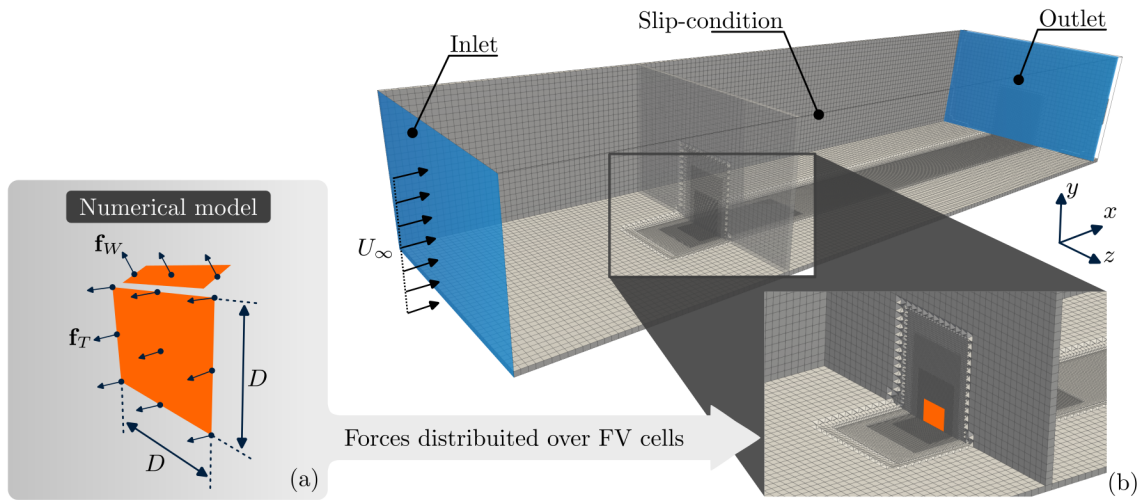 Inlet
Slip-condition
Outlet
Numerical model
f_W
f_T
D
D
(a)
U_∞
y
x
z
Forces distribuited over FV cells
(b)